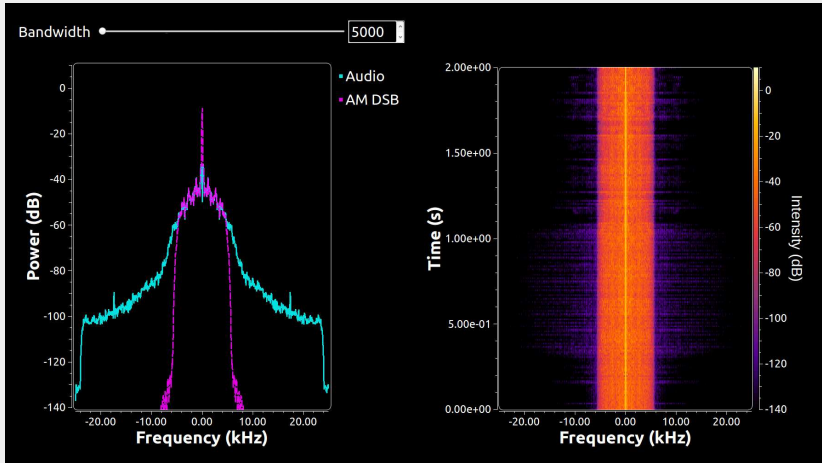 Bandwidth 5000
Audio
AM DSB
0
-20
-40
-60
-80
-100
-120
-140
Power (dB)
-20.00 -10.00 0.00 10.00 20.00
Frequency (kHz)
2.00e+00
1.50e+00
1.00e+00
5.00e-01
0.00e+00
Time (s)
-20.00 -10.00 0.00 10.00 20.00
Frequency (kHz)
0
-20
-40
-60
-80
-100
-120
-140
Intensity (dB)